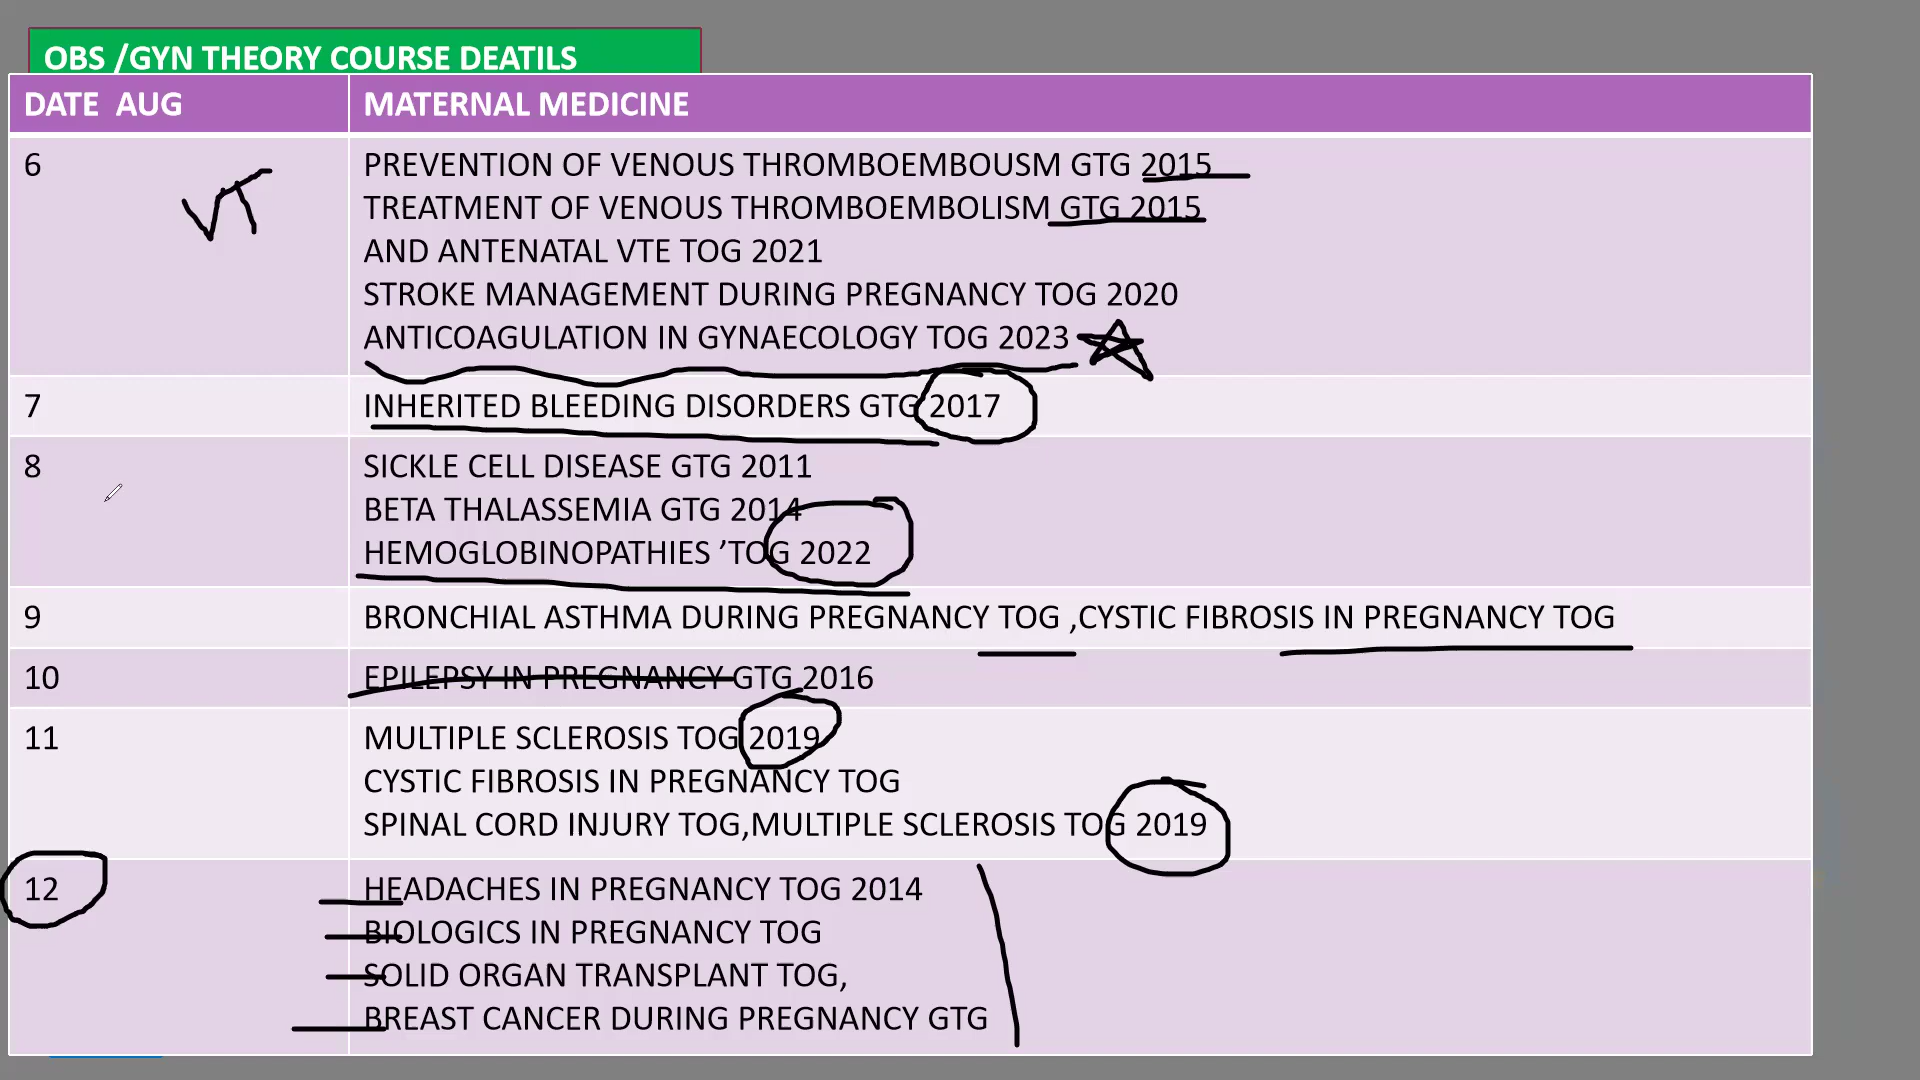 OBS /GYN THEORY COURSE DEATILS
DATE AUG MATERNAL MEDICINE
6 PREVENTION OF VENOUS THROMBOEMBOUSM GTG 2015
VT TREATMENT OF VENOUS THROMBOEMBOLISM GTG 2015
AND ANTENATAL VTE TOG 2021
STROKE MANAGEMENT DURING PREGNANCY TOG 2020
ANTICOAGULATION IN GYNAECOLOGY TOG 2023
7 INHERITED BLEEDING DISORDERS GTG 2017
8 SICKLE CELL DISEASE GTG 2011
BETA THALASSEMIA GTG 2014
HEMOGLOBINOPATHIES ’TOG 2022
9 BRONCHIAL ASTHMA DURING PREGNANCY TOG ,CYSTIC FIBROSIS IN PREGNANCY TOG
10 EPILEPSY IN PREGNANCY GTG 2016
11 MULTIPLE SCLEROSIS TOG 2019
CYSTIC FIBROSIS IN PREGNANCY TOG
SPINAL CORD INJURY TOG,MULTIPLE SCLEROSIS TOG 2019
12 HEADACHES IN PREGNANCY TOG 2014
BIOLOGICS IN PREGNANCY TOG
SOLID ORGAN TRANSPLANT TOG,
BREAST CANCER DURING PREGNANCY GTG